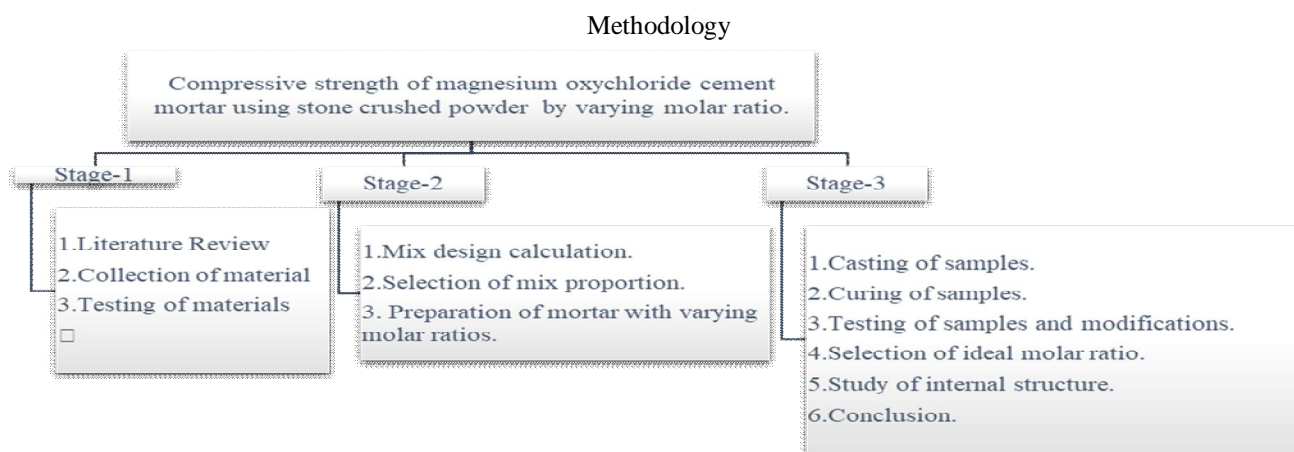 Methodology
Compressive strength of magnesium oxychloride cement
mortar using stone crushed powder by varying molar ratio.
Stage-1
1.Literature Review
2.Collection of material
3.Testing of materials
Stage-2
1.Mix design calculation.
2.Selection of mix proportion.
3. Preparation of mortar with varying
molar ratios.
Stage-3
1.Casting of samples.
2.Curing of samples.
3.Testing of samples and modifications.
4.Selection of ideal molar ratio.
5.Study of internal structure.
6.Conclusion.